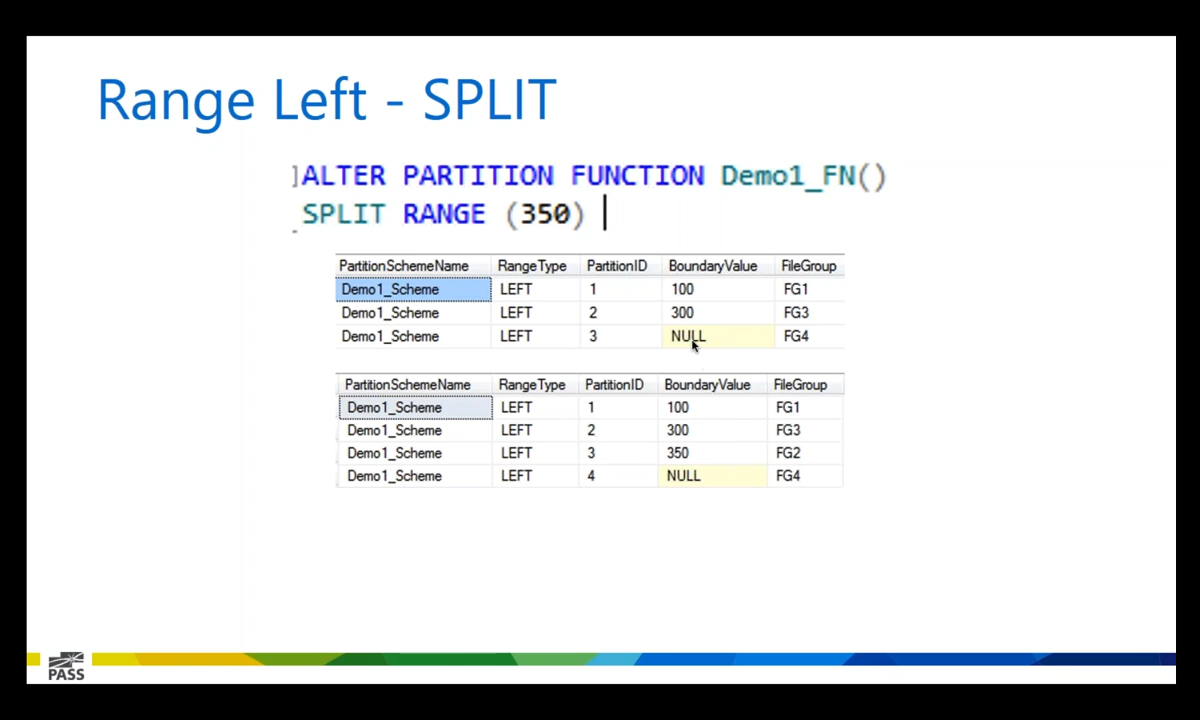 Range Left - SPLIT
ALTER PARTITION FUNCTION Demo1_FN()
SPLIT RANGE (350)
PartitionSchemeName RangeType PartitionID BoundaryValue FileGroup
Demo1_Scheme LEFT 1 100 FG1
Demo1_Scheme LEFT 2 300 FG3
Demo1_Scheme LEFT 3 NULL FG4
PartitionSchemeName RangeType PartitionID BoundaryValue FileGroup
Demo1_Scheme LEFT 1 100 FG1
Demo1_Scheme LEFT 2 300 FG3
Demo1_Scheme LEFT 3 350 FG2
Demo1_Scheme LEFT 4 NULL FG4
PASS